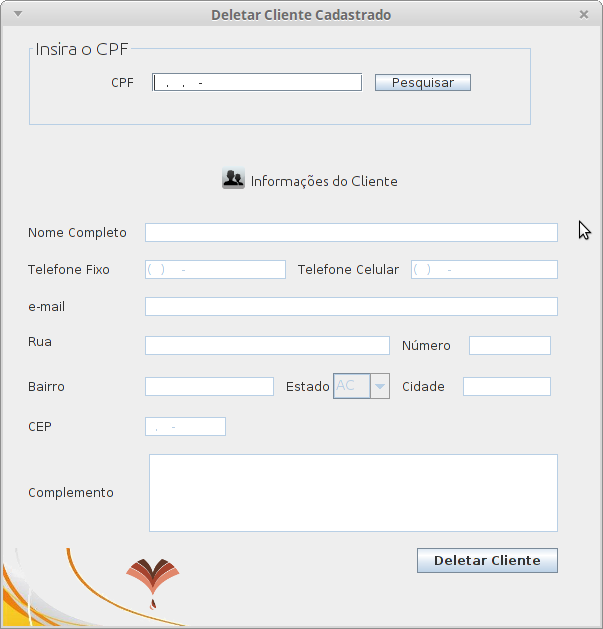 Deletar Cliente Cadastrado
Insira o CPF
CPF . . - Pesquisar
Informações do Cliente
Nome Completo
Telefone Fixo ( ) - Telefone Celular ( ) -
e-mail
Rua Número
Bairro Estado AC Cidade
CEP . -
Complemento
Deletar Cliente